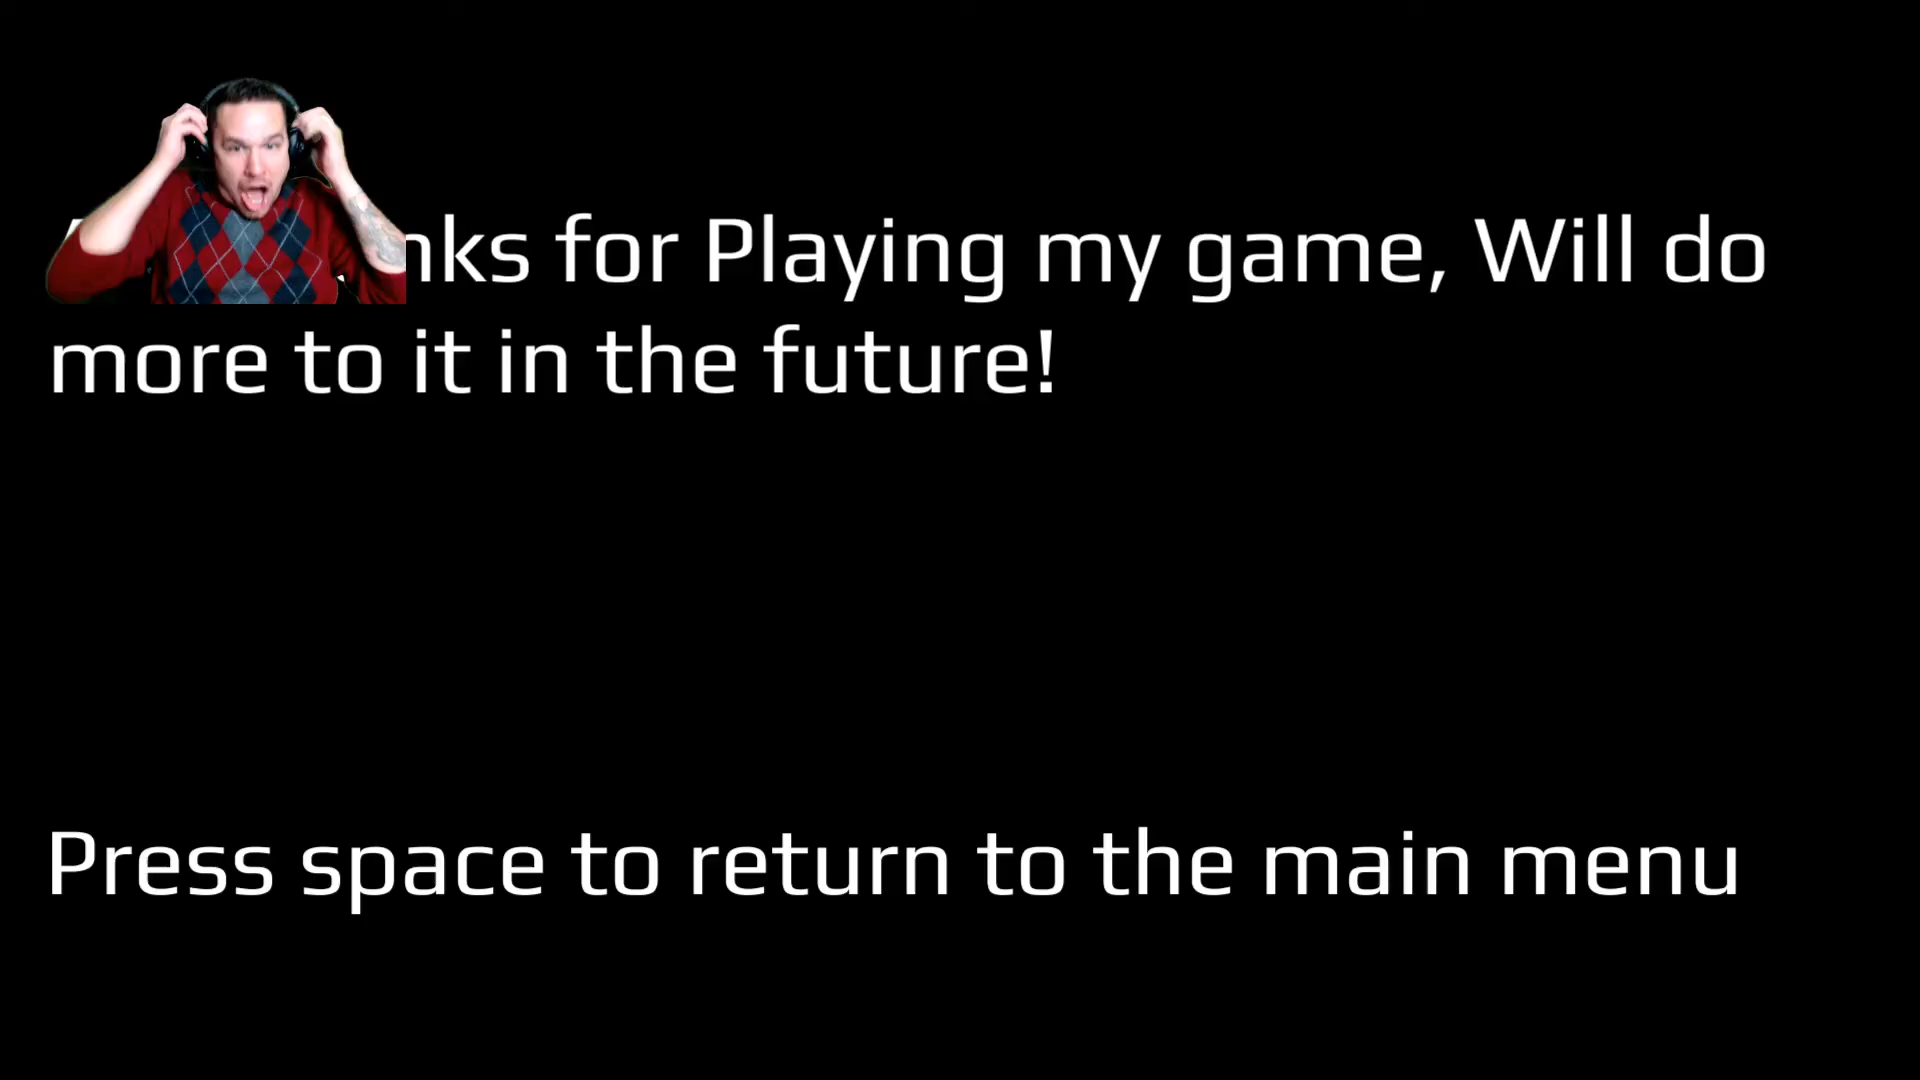 for Playing my game, Will do
more to it in the future!
Press space to return to the main menu